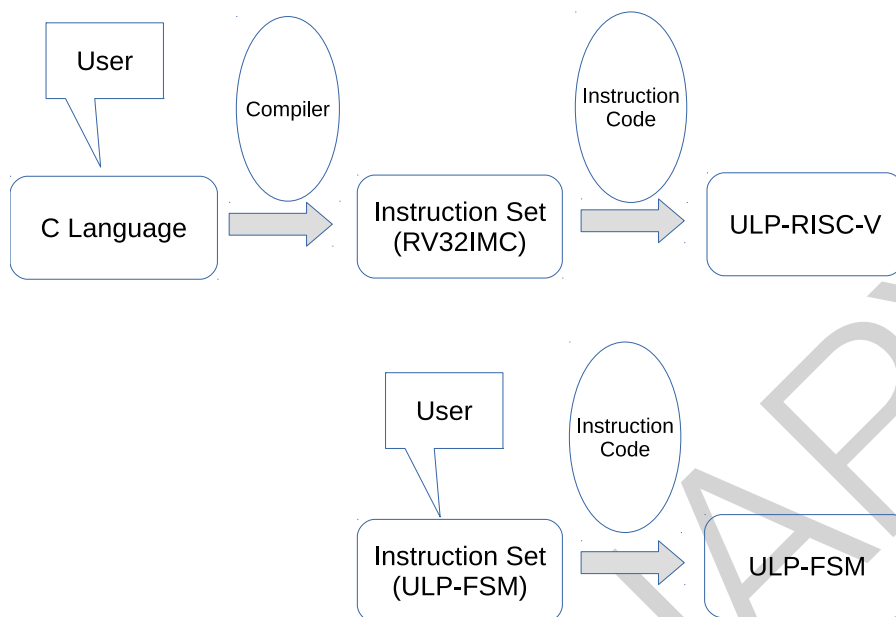 User
Compiler
Instruction
Code
C Language
Instruction Set
(RV32IMC)
ULP-RISC-V
User
Instruction
Code
Instruction Set
(ULP-FSM)
ULP-FSM